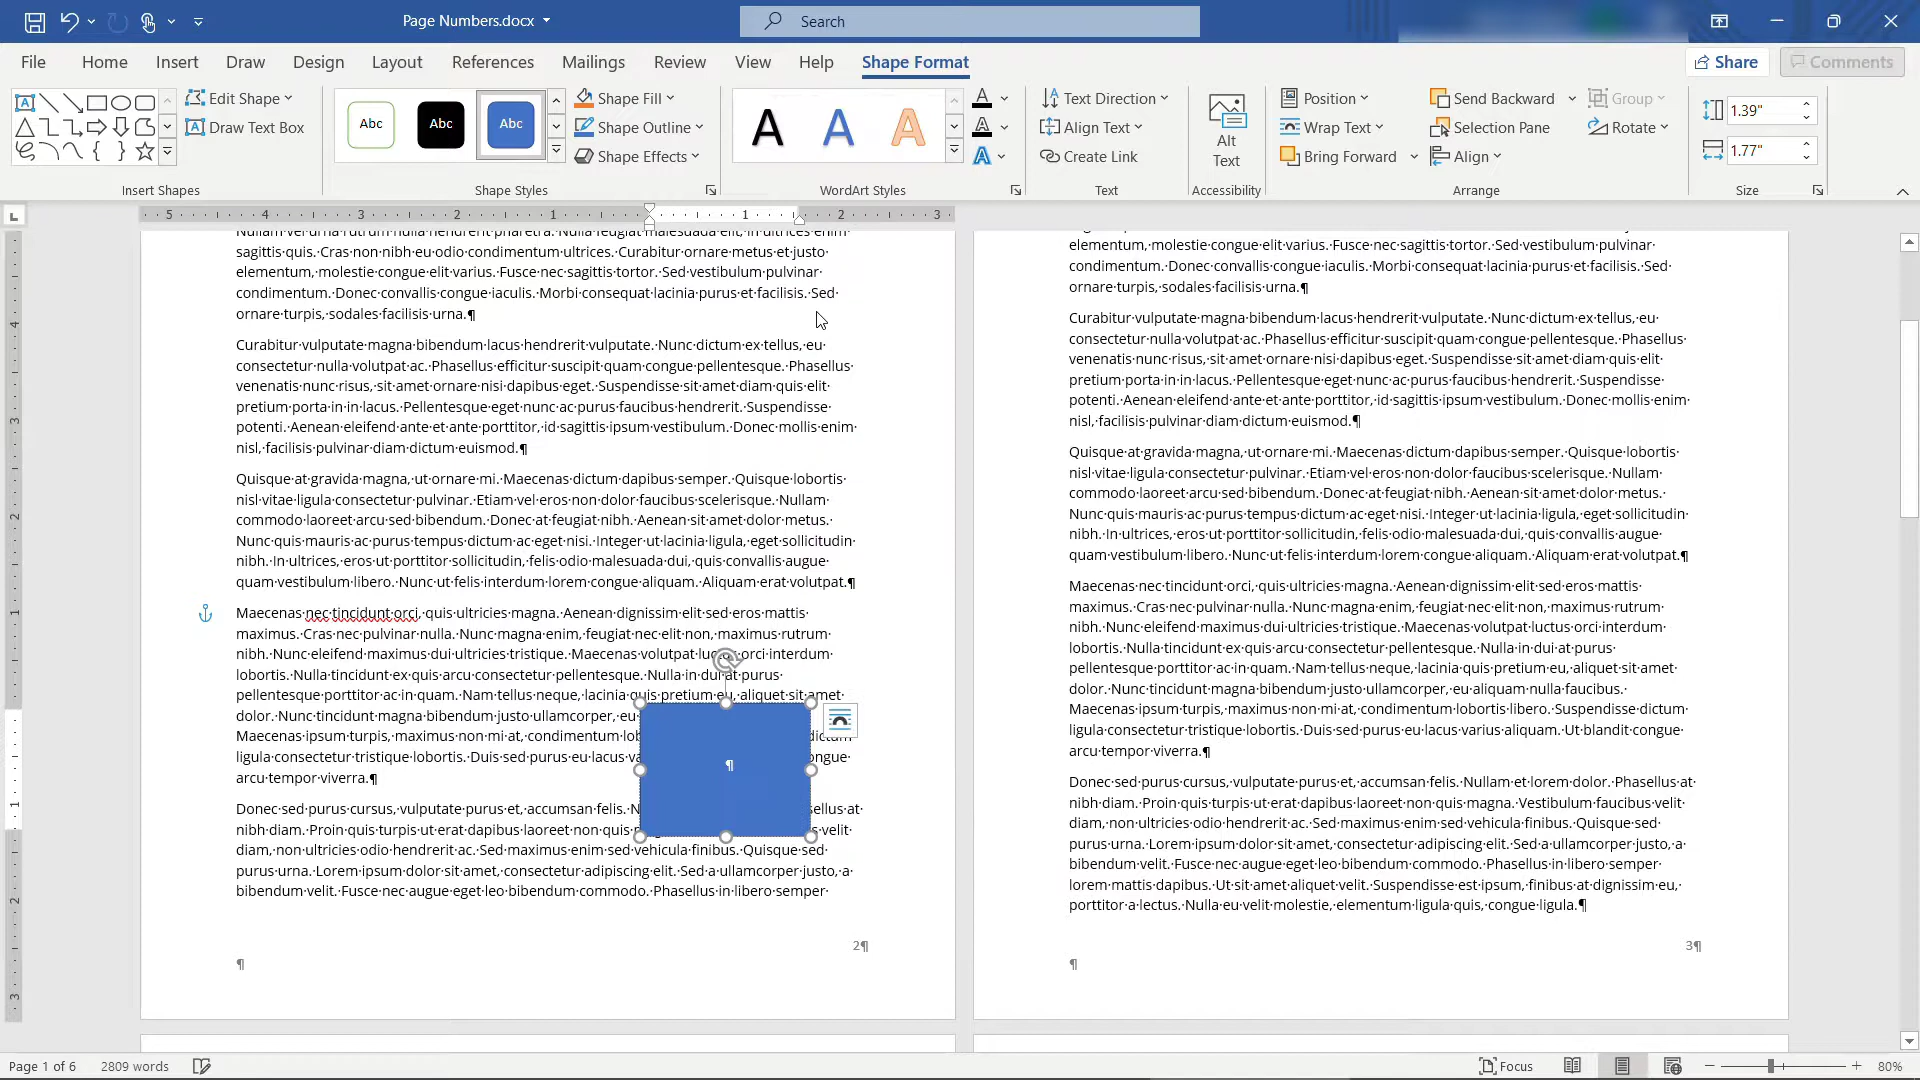 Page Numbers.docx
Search
File Home Insert Draw Design Layout References Mailings Review View Help Shape Format
Share Comments
Edit Shape
Draw Text Box
Insert Shapes
Abc Abc Abc
Shape Fill
Shape Outline
Shape Effects
Shape Styles
A A A
WordArt Styles
Text Direction
Align Text
Create Link
Text
Alt
Text
Accessibility
Position
Wrap Text
Bring Forward
Send Backward
Selection Pane
Align
Group
Rotate
Arrange
1.39"
1.77"
Size
L
5 4 3 2 1 1 2 3
sagittis·quis.·Cras·non·nibh·eu·odio·condimentum·ultrices.·Curabitur·ornare·metus·et·justo·
elementum,·molestie·congue·elit·varius.·Fusce·nec·sagittis·tortor.·Sed·vestibulum·pulvinar·
condimentum.·Donec·convallis·congue·iaculis.·Morbi·consequat·lacinia·purus·et·facilisis.·Sed·
ornare·turpis,·sodales·facilisis·urna.¶
Curabitur·vulputate·magna·bibendum·lacus·hendrerit·vulputate.·Nunc·dictum·ex·tellus,·eu·
consectetur·nulla·volutpat·ac.·Phasellus·efficitur·suscipit·quam·congue·pellentesque.·Phasellus·
venenatis·nunc·risus,·sit·amet·ornare·nisi·dapibus·eget.·Suspendisse·sit·amet·diam·quis·elit·
pretium·porta·in·in·lacus.·Pellentesque·eget·nunc·ac·purus·faucibus·hendrerit.·Suspendisse·
potenti.·Aenean·eleifend·ante·et·ante·porttitor,·id·sagittis·ipsum·vestibulum.·Donec·mollis·enim·
nisl,·facilisis·pulvinar·diam·dictum·euismod.¶
Quisque·at·gravida·magna,·ut·ornare·mi.·Maecenas·dictum·dapibus·semper.·Quisque·lobortis·
nisl·vitae·ligula·consectetur·pulvinar.·Etiam·vel·eros·non·dolor·faucibus·scelerisque.·Nullam·
commodo·laoreet·arcu·sed·bibendum.·Donec·at·feugiat·nibh.·Aenean·sit·amet·dolor·metus.·
Nunc·quis·mauris·ac·purus·tempus·dictum·ac·eget·nisi.·Integer·ut·lacinia·ligula,·eget·sollicitudin·
nibh.·In·ultrices,·eros·ut·porttitor·sollicitudin,·felis·odio·malesuada·dui,·quis·convallis·augue·
quam·vestibulum·libero.·Nunc·ut·felis·interdum·lorem·congue·aliquam.·Aliquam·erat·volutpat.¶
Maecenas·nec·tincidunt·orci,·quis·ultricies·magna.·Aenean·dignissim·elit·sed·eros·mattis·
maximus.·Cras·nec·pulvinar·nulla.·Nunc·magna·enim,·feugiat·nec·elit·non,·maximus·rutrum·
nibh.·Nunc·eleifend·maximus·dui·ultricies·tristique.·Maecenas·volutpat· orci·interdum·
lobortis.·Nulla·tincidunt·ex·quis·arcu·consectetur·pellentesque.·Nulla·in·dui·at·purus·
pellentesque·porttitor·ac·in·quam.·Nam·tellus·neque,·lacinia·quis·pretium·eu,·aliquet·sit·amet·
dolor.·Nunc·tincidunt·magna·bibendum·justo·ullamcorper,·eu·
Maecenas·ipsum·turpis,·maximus·non·mi·at,·condimentum·
ligula·consectetur·tristique·lobortis.·Duis·sed·purus·eu·lacus·
arcu·tempor·viverra.¶
¶
Donec·sed·purus·cursus,·vulputate·purus·et,·accumsan·felis.· at·
nibh·diam.·Proin·quis·turpis·ut·erat·dapibus·laoreet·non·quis· velit·
diam,·non·ultricies·odio·hendrerit·ac.·Sed·maximus·enim·sed·vehicula·finibus.·Quisque·sed·
purus·urna.·Lorem·ipsum·dolor·sit·amet,·consectetur·adipiscing·elit.·Sed·a·ullamcorper·justo,·a·
bibendum·velit.·Fusce·nec·augue·eget·leo·bibendum·commodo.·Phasellus·in·libero·semper·
2¶
¶
elementum,·molestie·congue·elit·varius.·Fusce·nec·sagittis·tortor.·Sed·vestibulum·pulvinar·
condimentum.·Donec·convallis·congue·iaculis.·Morbi·consequat·lacinia·purus·et·facilisis.·Sed·
ornare·turpis,·sodales·facilisis·urna.¶
Curabitur·vulputate·magna·bibendum·lacus·hendrerit·vulputate.·Nunc·dictum·ex·tellus,·eu·
consectetur·nulla·volutpat·ac.·Phasellus·efficitur·suscipit·quam·congue·pellentesque.·Phasellus·
venenatis·nunc·risus,·sit·amet·ornare·nisi·dapibus·eget.·Suspendisse·sit·amet·diam·quis·elit·
pretium·porta·in·in·lacus.·Pellentesque·eget·nunc·ac·purus·faucibus·hendrerit.·Suspendisse·
potenti.·Aenean·eleifend·ante·et·ante·porttitor,·id·sagittis·ipsum·vestibulum.·Donec·mollis·enim·
nisl,·facilisis·pulvinar·diam·dictum·euismod.¶
Quisque·at·gravida·magna,·ut·ornare·mi.·Maecenas·dictum·dapibus·semper.·Quisque·lobortis·
nisl·vitae·ligula·consectetur·pulvinar.·Etiam·vel·eros·non·dolor·faucibus·scelerisque.·Nullam·
commodo·laoreet·arcu·sed·bibendum.·Donec·at·feugiat·nibh.·Aenean·sit·amet·dolor·metus.·
Nunc·quis·mauris·ac·purus·tempus·dictum·ac·eget·nisi.·Integer·ut·lacinia·ligula,·eget·sollicitudin·
nibh.·In·ultrices,·eros·ut·porttitor·sollicitudin,·felis·odio·malesuada·dui,·quis·convallis·augue·
quam·vestibulum·libero.·Nunc·ut·felis·interdum·lorem·congue·aliquam.·Aliquam·erat·volutpat.¶
Maecenas·nec·tincidunt·orci,·quis·ultricies·magna.·Aenean·dignissim·elit·sed·eros·mattis·
maximus.·Cras·nec·pulvinar·nulla.·Nunc·magna·enim,·feugiat·nec·elit·non,·maximus·rutrum·
nibh.·Nunc·eleifend·maximus·dui·ultricies·tristique.·Maecenas·volutpat·luctus·orci·interdum·
lobortis.·Nulla·tincidunt·ex·quis·arcu·consectetur·pellentesque.·Nulla·in·dui·at·purus·
pellentesque·porttitor·ac·in·quam.·Nam·tellus·neque,·lacinia·quis·pretium·eu,·aliquet·sit·amet·
dolor.·Nunc·tincidunt·magna·bibendum·justo·ullamcorper,·eu·aliquam·nulla·faucibus.·
Maecenas·ipsum·turpis,·maximus·non·mi·at,·condimentum·lobortis·libero.·Suspendisse·dictum·
ligula·consectetur·tristique·lobortis.·Duis·sed·purus·eu·lacus·varius·aliquam.·Ut·blandit·congue·
arcu·tempor·viverra.¶
Donec·sed·purus·cursus,·vulputate·purus·et,·accumsan·felis.·Nullam·et·lorem·dolor.·Phasellus·at·
nibh·diam.·Proin·quis·turpis·ut·erat·dapibus·laoreet·non·quis·magna.·Vestibulum·faucibus·velit·
diam,·non·ultricies·odio·hendrerit·ac.·Sed·maximus·enim·sed·vehicula·finibus.·Quisque·sed·
purus·urna.·Lorem·ipsum·dolor·sit·amet,·consectetur·adipiscing·elit.·Sed·a·ullamcorper·justo,·a·
bibendum·velit.·Fusce·nec·augue·eget·leo·bibendum·commodo.·Phasellus·in·libero·semper·
lorem·mattis·dapibus.·Ut·sit·amet·aliquet·velit.·Suspendisse·est·ipsum,·finibus·at·dignissim·eu,·
porttitor·a·lectus.·Nulla·eu·velit·molestie,·elementum·ligula·quis,·congue·ligula.¶
3¶
¶
Page 1 of 6 2809 words
Focus
80%